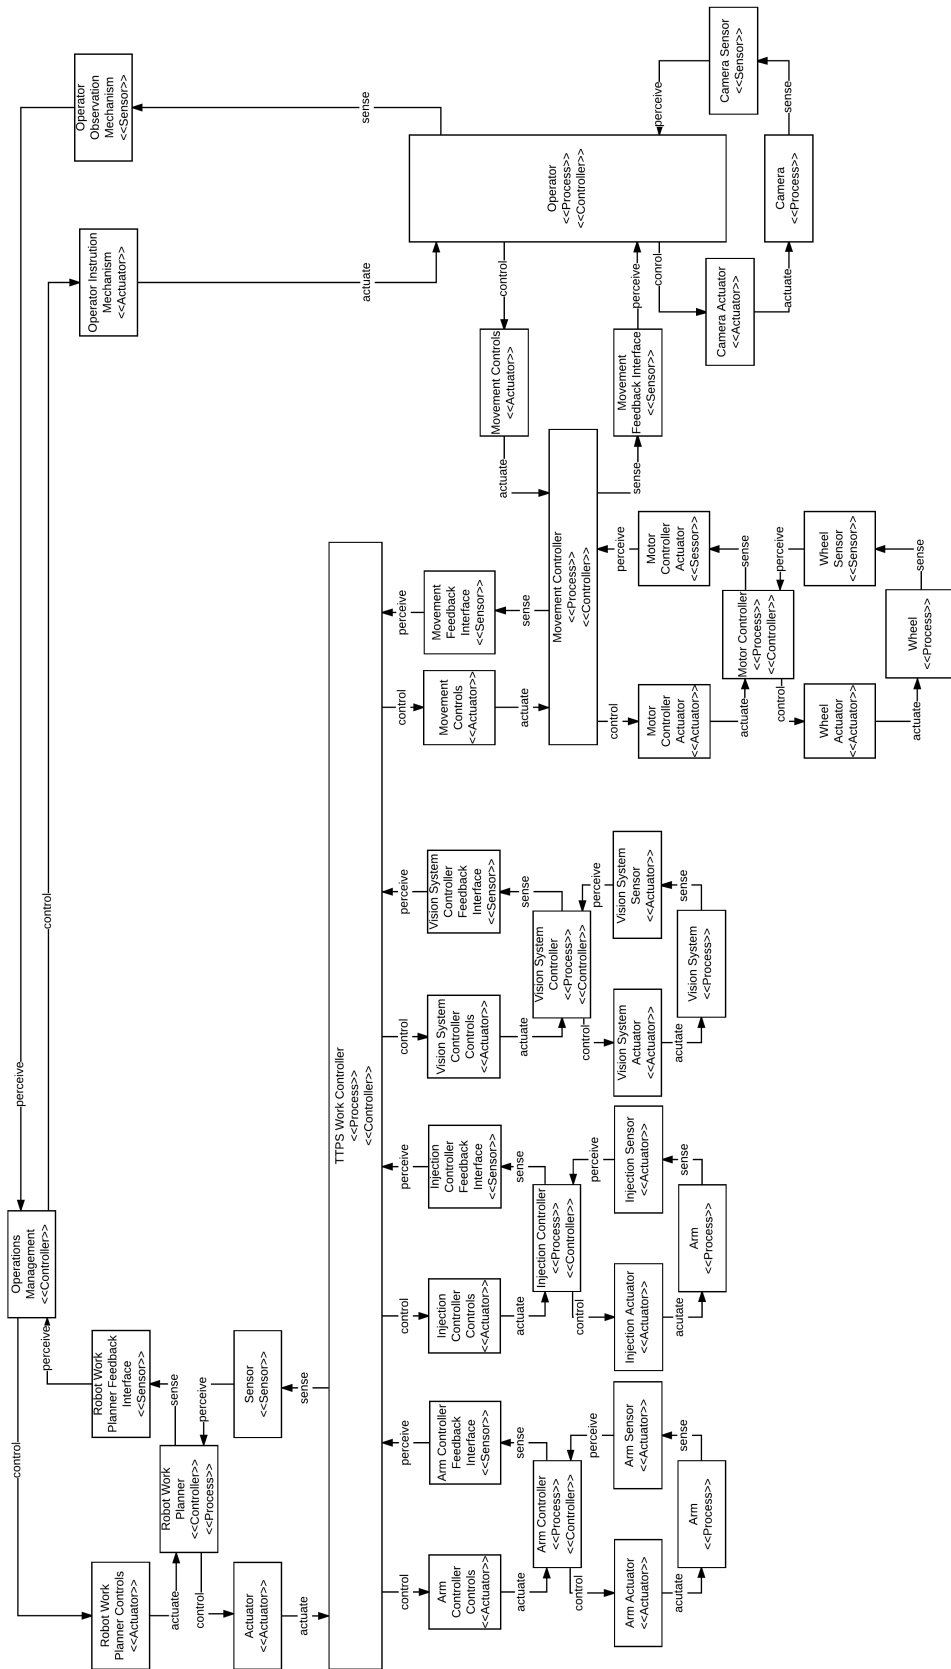 Camera Sensor
<<Sensor>>
Operator
Observation
Mechanism
<<Sensor>>
perceive
sense
sense
Operator
<<Process>>
<<Controller>>
Camera
<<Process>>
Operator Instrution
Mechanism
<<Actuator>>
actuate
control
perceive
conrol
actuate
Camera Actuator
<<Actuator>>
Movement Controls
<<Actuator>>
Movement
Feedback Interface
<<Sensor>>
actuate
sense
Movement Controller
<<Process>>
<<Controller>>
Motor
Controller
Actuator
<<Sessor>>
perceive
sense
perceive
Wheel
Sensor
<<Sensor>>
sense
Movement
Feedback
Interface
<<Sensor>>
perceive
sense
Motor Controller
<<Process>>
<<Controller>>
Wheel
<<Process>>
control
Movement
Controls
<<Actuator>>
actuate
control
Motor
Controller
Actuator
<<Actuator>>
actuate
control
Wheel
Actuator
<<Actuator>>
actuate
control
perceive
Vision System
Controller
Feedback
Interface
<<Sensor>>
sense
perceive
Vision System
Sensor
<<Actuator>>
sense
Vision System
Controller
<<Process>>
<<Controller>>
Vision System
<<Process>>
control
Vision System
Controller
Controls
<<Actuator>>
actuate
control
Vision System
Actuator
<<Actuator>>
acutate
perceive
TTPS Work Controller
<<Process>>
<<Controller>>
perceive
Injection
Controller
Feedback
Interface
<<Sensor>>
sense
perceive
Injection Sensor
<<Actuator>>
sense
Injection Controller
<<Process>>
<<Controller>>
Arm
<<Process>>
Operations
Management
<<Controller>>
control
Injection
Controller
Controls
<<Actuator>>
actuate
control
Injection Actuator
<<Actuator>>
acutate
perceive
Robot Work
Planner Feedback
Interface
<<Sensor>>
sense
perceive
Sensor
<<Sensor>>
sense
control
Robot Work
Planner
<<Controller>>
<<Process>>
perceive
Arm Controller
Feedback
Interface
<<Sensor>>
sense
perceive
Arm Sensor
<<Actuator>>
sense
Arm Controller
<<Process>>
<<Controller>>
Arm
<<Process>>
Robot Work
Planner Controls
<<Actuator>>
actuate
control
Actuator
<<Actuator>>
actuate
control
Arm
Controller
Controls
<<Actuator>>
actuate
control
Arm Actuator
<<Actuator>>
acutate